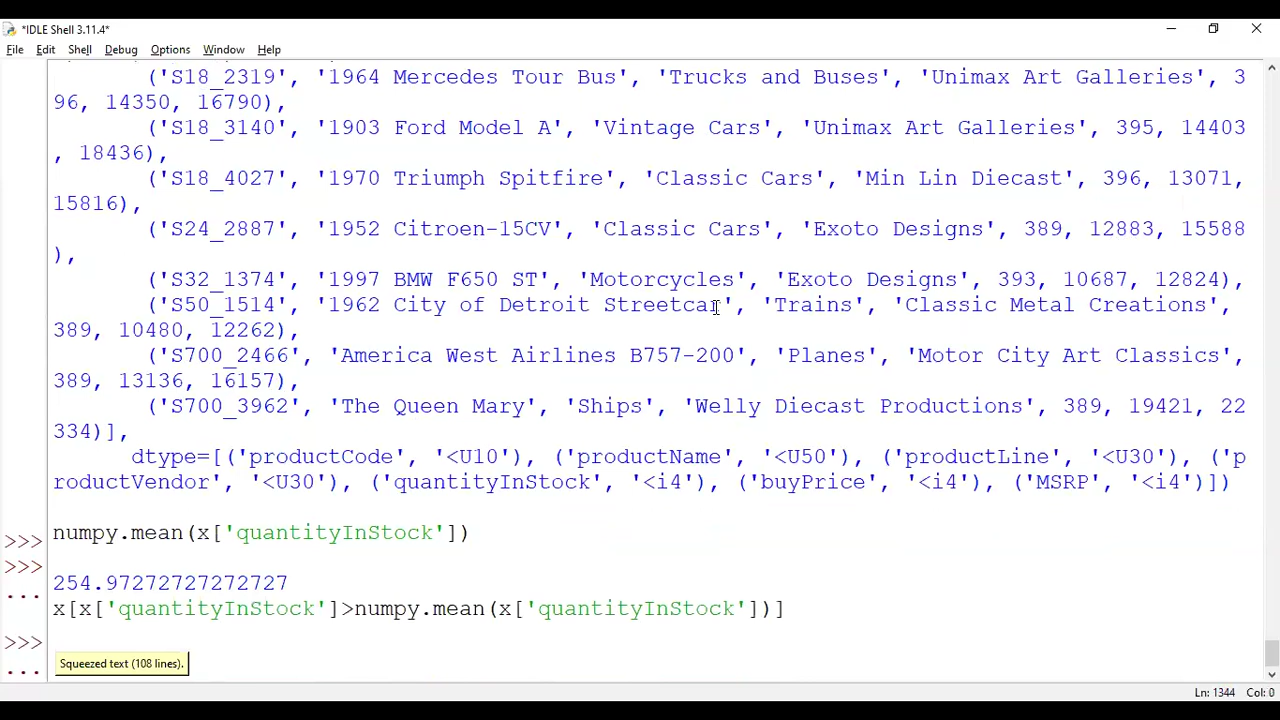 *IDLE Shell 3.11.4*
File Edit Shell Debug Options Window Help
('S18_2319', '1964 Mercedes Tour Bus', 'Trucks and Buses', 'Unimax Art Galleries', 3
96, 14350, 16790),
('S18_3140', '1903 Ford Model A', 'Vintage Cars', 'Unimax Art Galleries', 395, 14403
, 18436),
('S18_4027', '1970 Triumph Spitfire', 'Classic Cars', 'Min Lin Diecast', 396, 13071,
15816),
('S24_2887', '1952 Citroen-15CV', 'Classic Cars', 'Exoto Designs', 389, 12883, 15588
),
('S32_1374', '1997 BMW F650 ST', 'Motorcycles', 'Exoto Designs', 393, 10687, 12824),
('S50_1514', '1962 City of Detroit Streetcar', 'Trains', 'Classic Metal Creations',
389, 10480, 12262),
('S700_2466', 'America West Airlines B757-200', 'Planes', 'Motor City Art Classics',
389, 13136, 16157),
('S700_3962', 'The Queen Mary', 'Ships', 'Welly Diecast Productions', 389, 19421, 22
334)],
dtype=[('productCode', '<U10'), ('productName', '<U50'), ('productLine', '<U30'), ('p
roductVendor', '<U30'), ('quantityInStock', '<i4'), ('buyPrice', '<i4'), ('MSRP', '<i4')])
>>> numpy.mean(x['quantityInStock'])
>>>
254.97272727272727
... x[x['quantityInStock']>numpy.mean(x['quantityInStock'])]
>>>
... Squeezed text (108 lines).
Ln: 1344 Col: 0